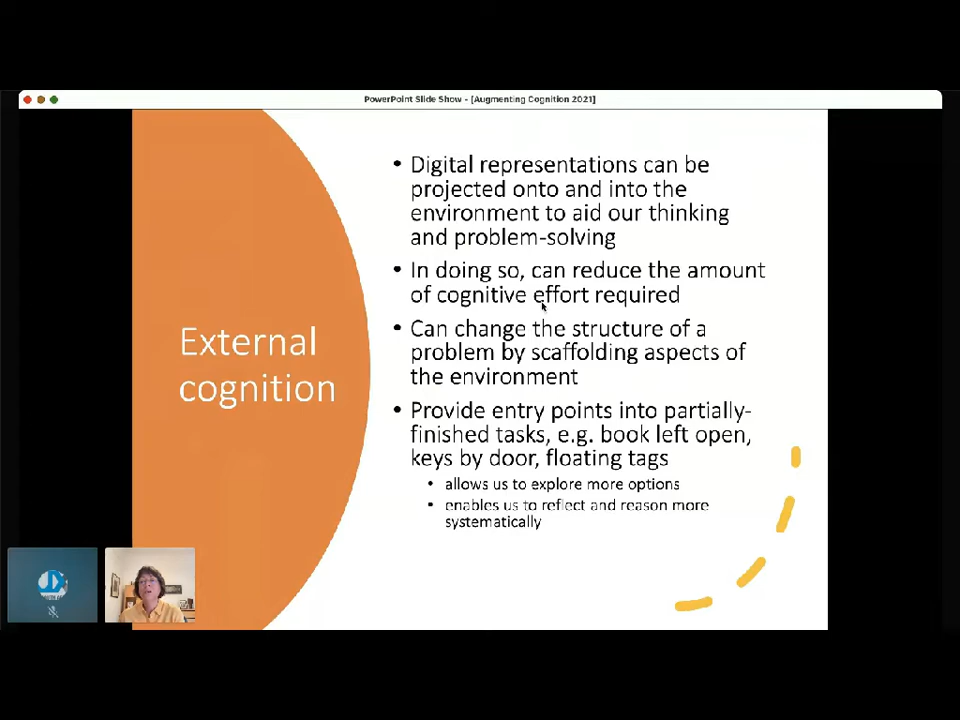 PowerPoint Slide Show - [Augmenting Cognition 2021]
External
cognition
• Digital representations can be
projected onto and into the
environment to aid our thinking
and problem-solving
• In doing so, can reduce the amount
of cognitive effort required
• Can change the structure of a
problem by scaffolding aspects of
the environment
• Provide entry points into partially-
finished tasks, e.g. book left open,
keys by door, floating tags
• allows us to explore more options
• enables us to reflect and reason more
systematically